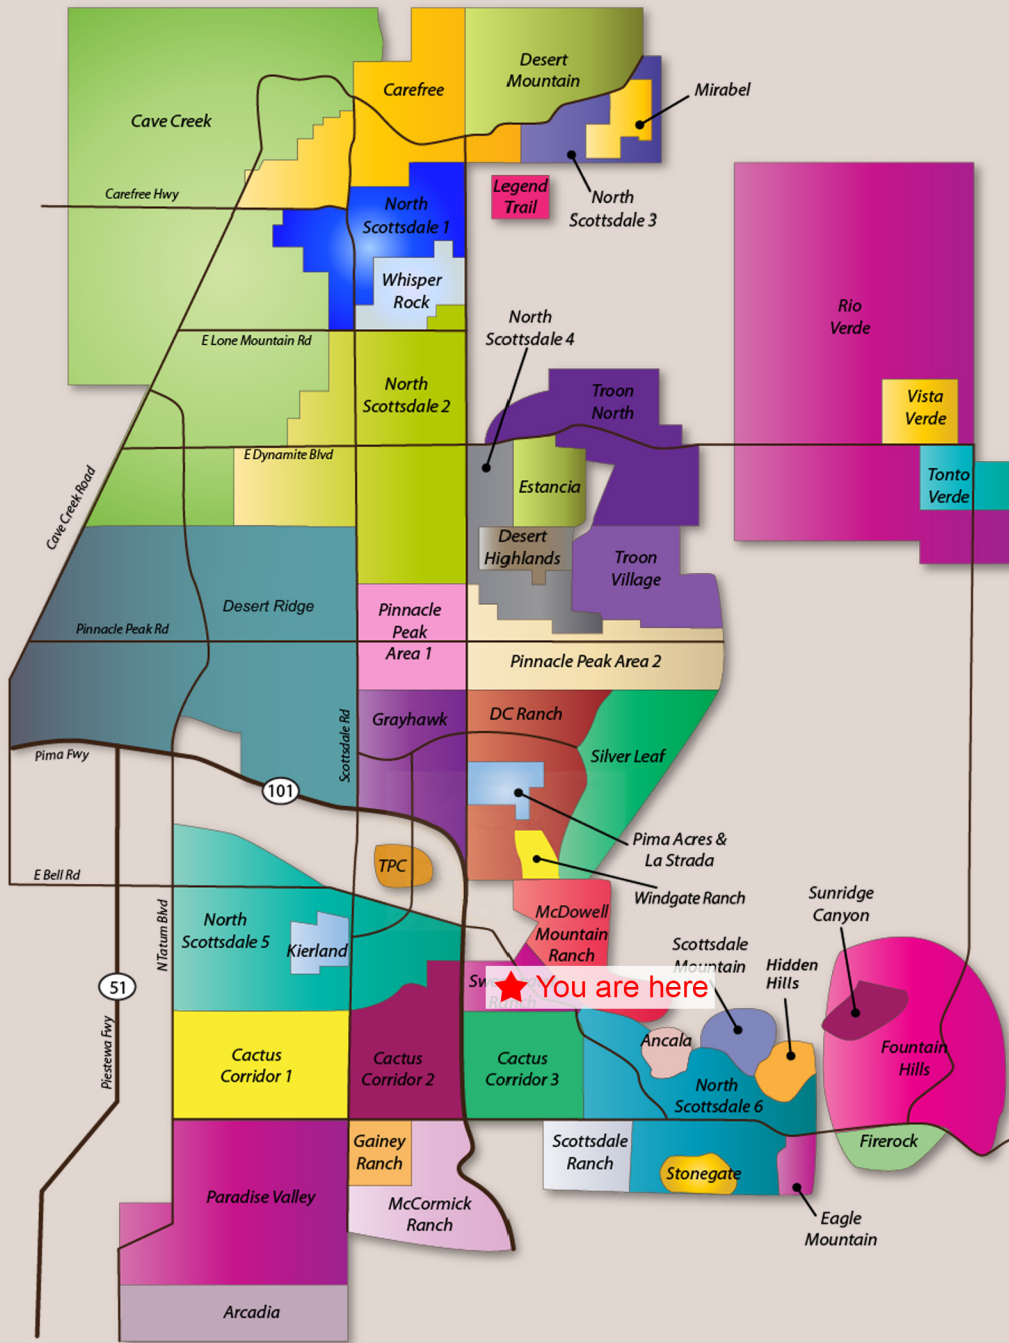 Cave Creek
Carefree
Desert
Mountain
Mirabel
Carefree Hwy
North
Scottsdale 1
Legend
Trail
North
Scottsdale 3
Whisper
Rock
Rio
Verde
E Lone Mountain Rd
North
Scottsdale 4
North
Scottsdale 2
Troon
North
Vista
Verde
E Dynamite Blvd
Cave Creek Road
Estancia
Tonto
Verde
Desert
Highlands
Troon
Village
Desert Ridge
Pinnacle
Peak
Area 1
Pinnacle Peak Rd
Pinnacle Peak Area 2
Scottsdale Rd
Grayhawk
DC Ranch
Silver Leaf
Pima Fwy
101
Pima Acres &
La Strada
TPC
E Bell Rd
Windgate Ranch
N Tatum Blvd
North
Scottsdale 5
Kierland
McDowell
Mountain
Ranch
Sunridge
Canyon
Scottsdale
Mountain
Hidden
Hills
51
Piestewa Fwy
You are here
Ranch
Ancala
Fountain
Hills
Cactus
Corridor 1
Cactus
Corridor 2
Cactus
Corridor 3
North
Scottsdale 6
Gainey
Ranch
Scottsdale
Ranch
Stonegate
Firerock
Paradise Valley
McCormick
Ranch
Eagle
Mountain
Arcadia